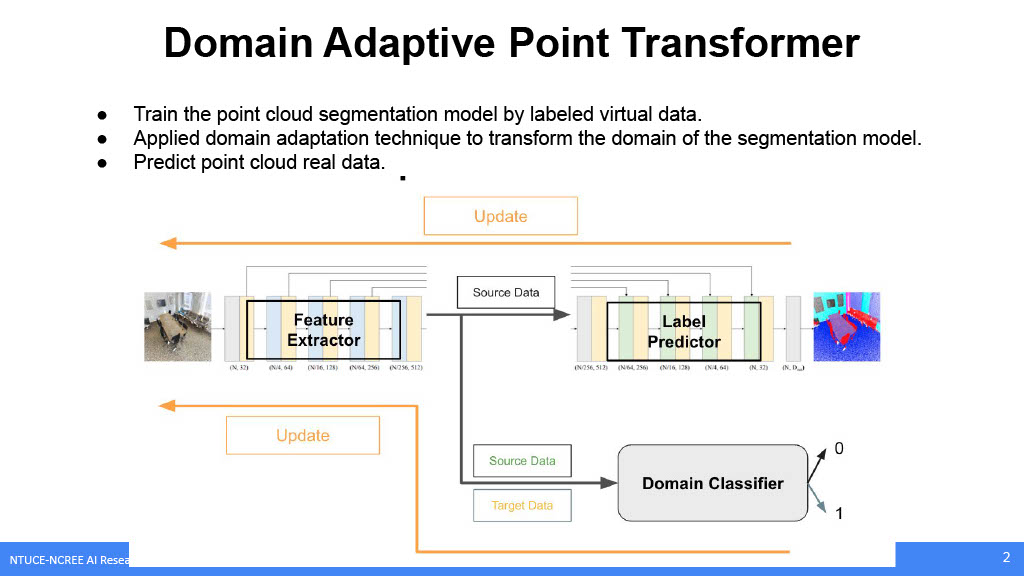 Domain Adaptive Point Transformer
● Train the point cloud segmentation model by labeled virtual data.
● Applied domain adaptation technique to transform the domain of the segmentation model.
● Predict point cloud real data.
Update
Source Data
Feature
Extractor
Label
Predictor
(N, 32) (N/4, 64) (N/16, 128) (N/64, 256) (N/256, 512)
(N/256, 512) (N/64, 256) (N/16, 128) (N/4, 64) (N, 32)
Update
Source Data
Target Data
Domain Classifier
0
1
NTUCE-NCREE AI
2